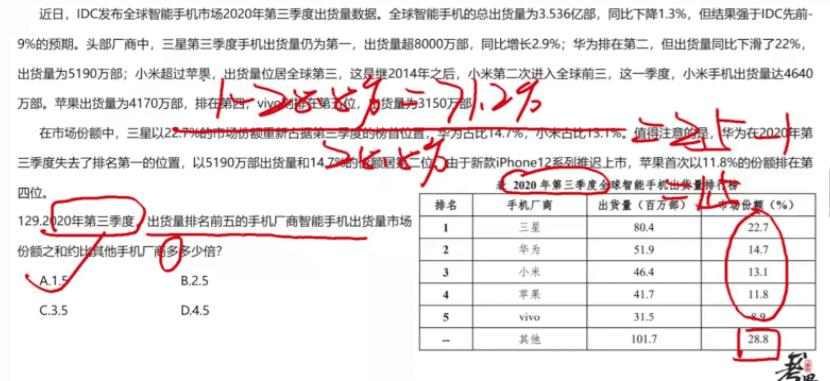 近日，IDC发布全球智能手机市场2020年第三季度出货量数据。全球智能手机的总出货量为3.536亿部，同比下降1.3%，但结果强于IDC先前-
9%的预期。头部厂商中，三星第三季度手机出货量仍为第一，出货量超8000万部，同比增长2.9%；华为排在第二，但出货量同比下滑了22%，
出货量为5190万部；小米超过苹果，出货量位居全球第三，这是继2014年之后，小米第二次进入全球前三，这一季度，小米手机出货量达4640
万部。苹果出货量为4170万部，排在第四，vivo则排在第五位，出货量为3150万部。
1-28.8%=71.2%
28.8%
=2.5-1
=1.5
在市场份额中，三星以22.7%的市场份额重新占据第三季度的榜首位置，华为占比14.7%，小米占比13.1%。值得注意的是，华为在2020年第
三季度失去了排名第一的位置，以5190万部出货量和14.7%的份额居第二位。由于新款iPhone12系列推迟上市，苹果首次以11.8%的份额排在第
四位。
表 2020年第三季度全球智能手机出货量排行榜
129.2020年第三季度，出货量排名前五的手机厂商智能手机出货量市场
份额之和约比其他手机厂商多多少倍?
A.1.5 B.2.5
C.3.5 D.4.5
排名 手机厂商 出货量（百万部） 市场份额（%）
1 三星 80.4 22.7
2 华为 51.9 14.7
3 小米 46.4 13.1
4 苹果 41.7 11.8
5 vivo 31.5 8.9
-- 其他 101.7 28.8